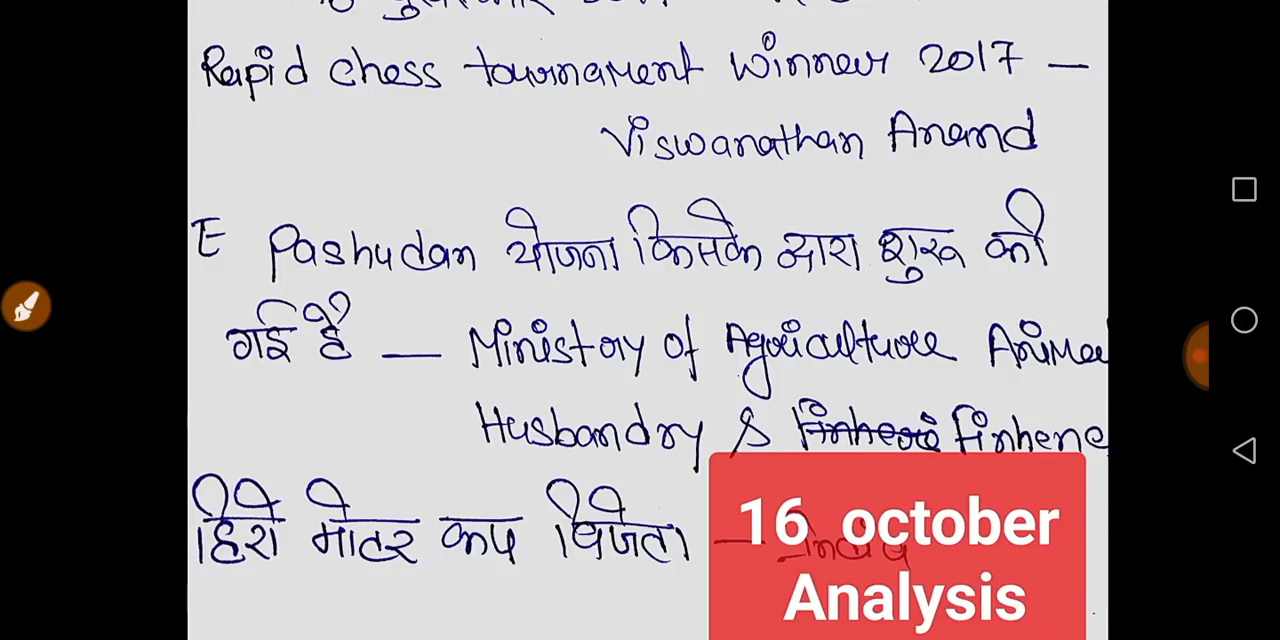 Rapid chess tournament winner 2017 —
Viswanathan Anand
E Pashudan योजना किसके द्वारा शुरू की
गई है — Ministry of Agriculture Animal
Husbandry &
हिरो मोटर कप विजेता —
16 october
Analysis